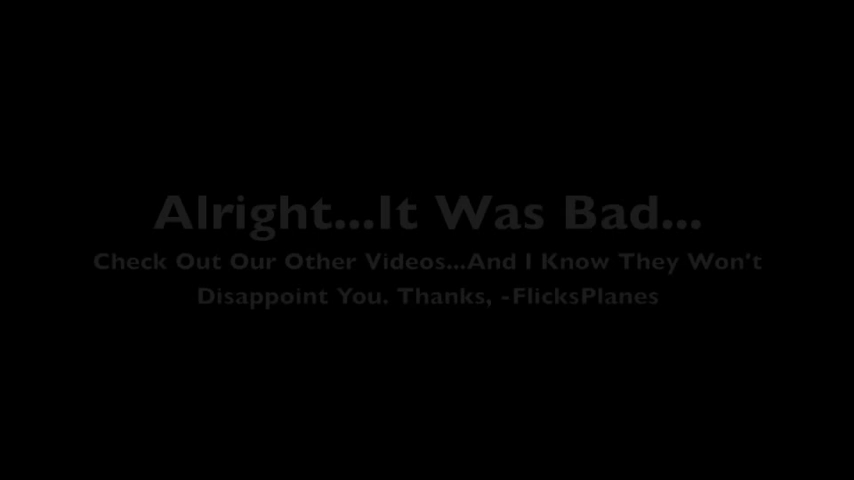 Alright...It Was Bad...
Check Out Our Other Videos...And I Know They Won't
Disappoint You. Thanks, -FlicksPlanes